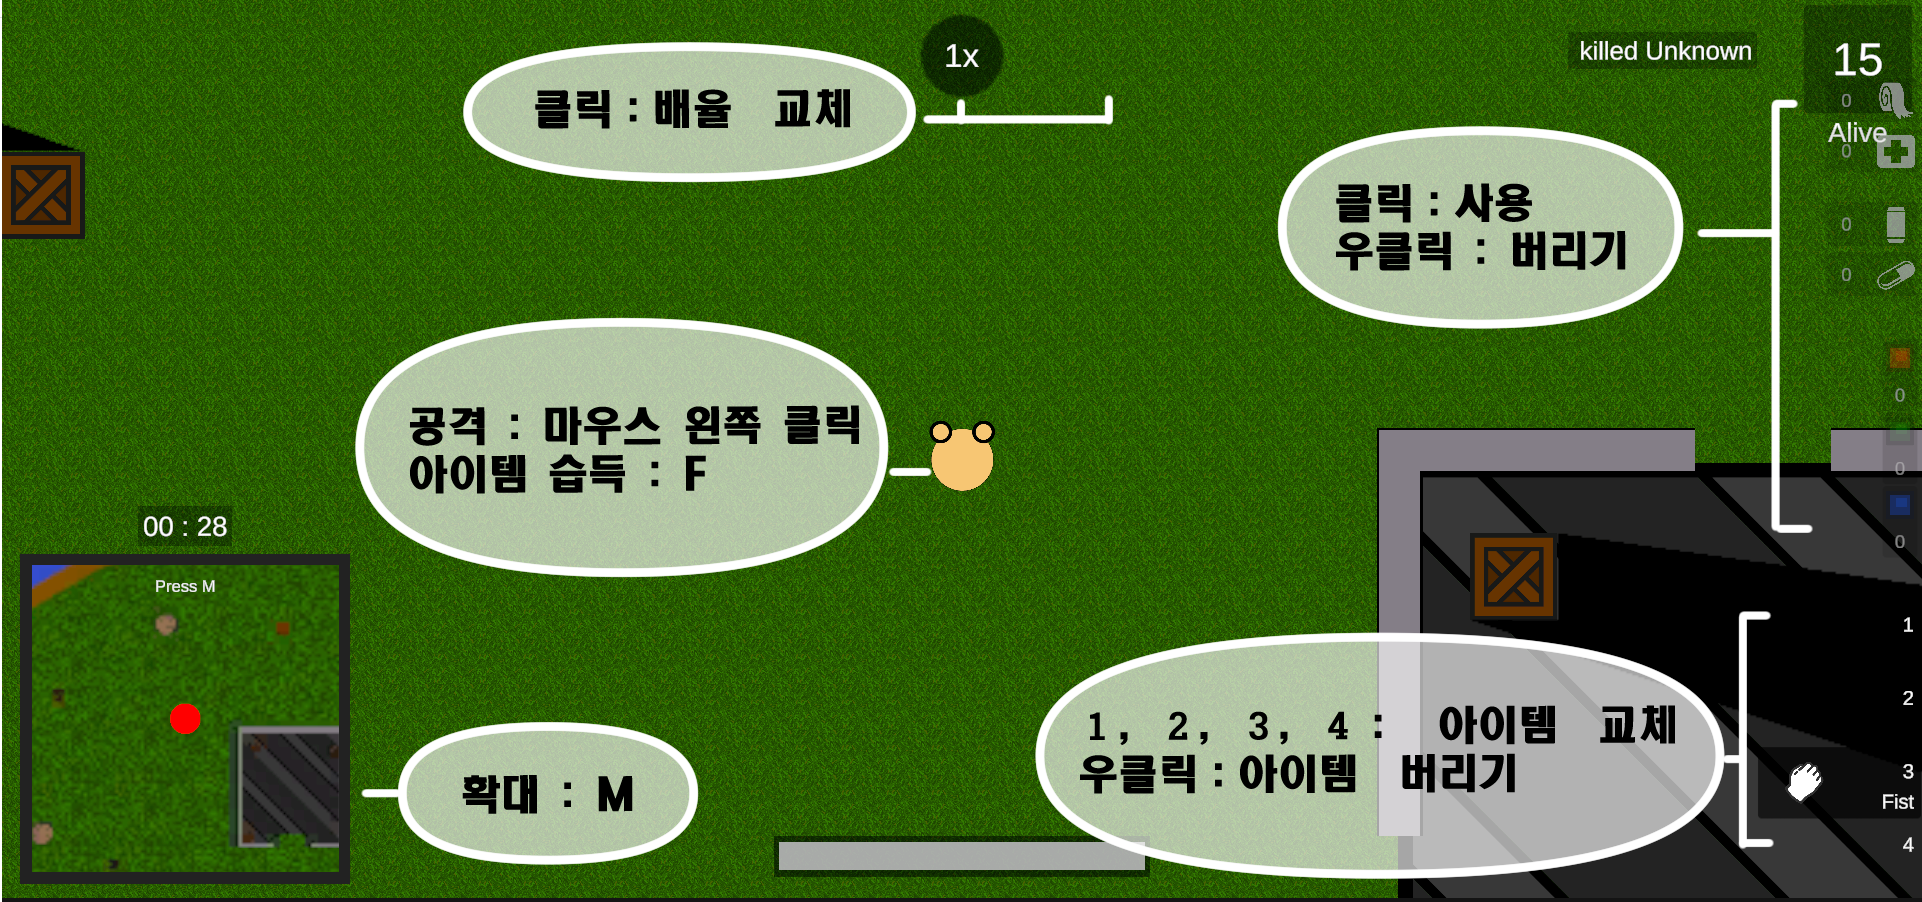 1x
클릭 : 배율 교체
killed Unknown
15
Alive
0
0
0
0
0
0
0
클릭 : 사용
우클릭 : 버리기
공격 : 마우스 왼쪽 클릭
아이템 습득 : F
00 : 28
Press M
확대 : M
1, 2, 3, 4 : 아이템 교체
우클릭 : 아이템 버리기
1
2
3
Fist
4